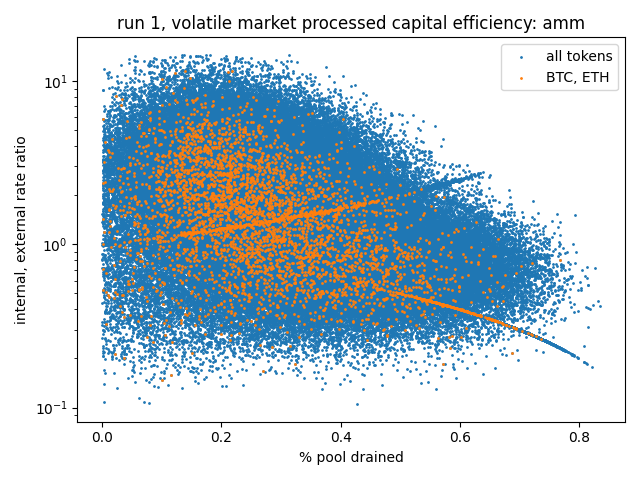 run 1, volatile market processed capital efficiency: amm
all tokens
BTC, ETH
internal, external rate ratio
10¹
10⁰
10⁻¹
0.0 0.2 0.4 0.6 0.8
% pool drained